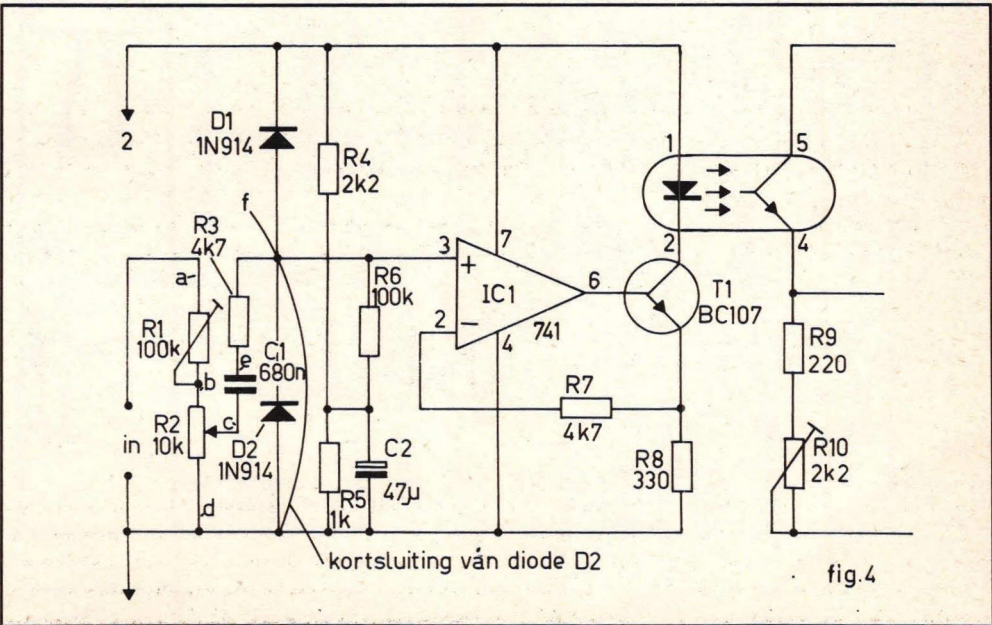 2
D1
1N914
R4
2k2
f
R3
4k7
a
R1
100k
b
e
C1
680n
R2
10k
c
in
D2
1N914
d
R6
100k
3
+
7
IC1
2
−
4
741
6
R5
1k
C2
47µ
R7
4k7
R8
330
1
2
5
4
T1
BC107
R9
220
R10
2k2
kortsluiting ván diode D2
fig.4